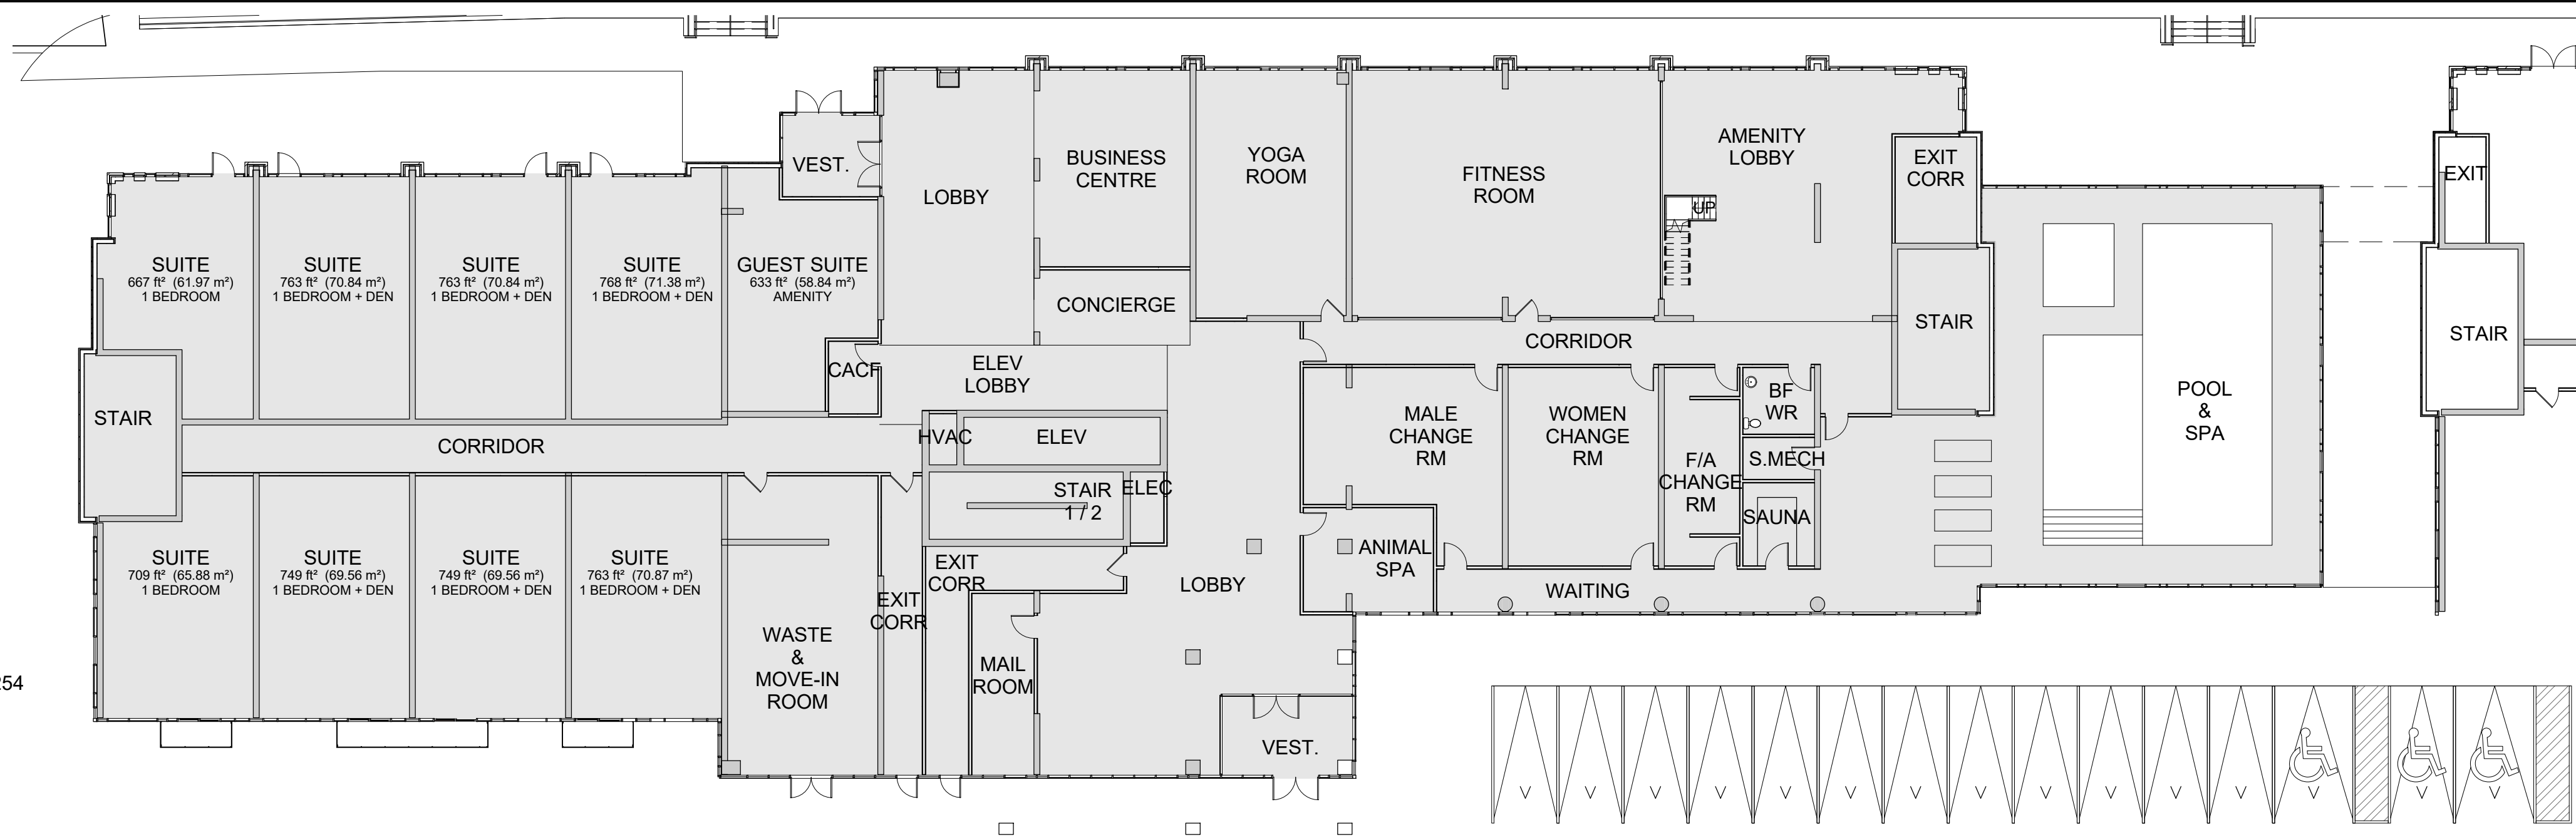 VEST.
LOBBY
BUSINESS
CENTRE
YOGA
ROOM
FITNESS
ROOM
AMENITY
LOBBY
EXIT
CORR
EXIT
UP
SUITE
667 ft² (61.97 m²)
1 BEDROOM
SUITE
763 ft² (70.84 m²)
1 BEDROOM + DEN
SUITE
763 ft² (70.84 m²)
1 BEDROOM + DEN
SUITE
768 ft² (71.38 m²)
1 BEDROOM + DEN
GUEST SUITE
633 ft² (58.84 m²)
AMENITY
CONCIERGE
CORRIDOR
STAIR
STAIR
CACF
ELEV
LOBBY
STAIR
CORRIDOR
HVAC
ELEV
MALE
CHANGE
RM
WOMEN
CHANGE
RM
F/A
CHANGE
RM
BF
WR
S.MECH
SAUNA
POOL
&
SPA
STAIR
1 / 2
ELEC
SUITE
709 ft² (65.88 m²)
1 BEDROOM
SUITE
749 ft² (69.56 m²)
1 BEDROOM + DEN
SUITE
749 ft² (69.56 m²)
1 BEDROOM + DEN
SUITE
763 ft² (70.87 m²)
1 BEDROOM + DEN
EXIT
CORR
EXIT
CORR
LOBBY
ANIMAL
SPA
WAITING
WASTE
&
MOVE-IN
ROOM
MAIL
ROOM
VEST.
54